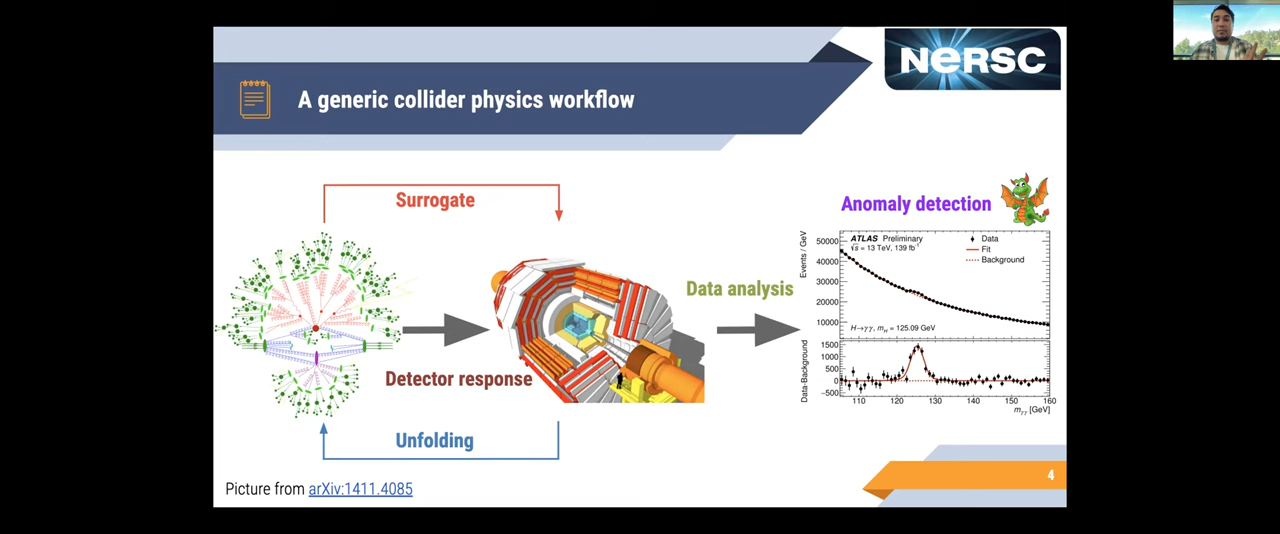 NERSC
A generic collider physics workflow
Surrogate
Anomaly detection
Events / GeV
50000
40000
30000
20000
10000
ATLAS Preliminary
√s = 13 TeV, 139 fb⁻¹
Data
Fit
Background
H→γγ, m_H = 125.09 GeV
Data analysis
Detector response
Data-Background
1500
1000
500
0
−500
110 120 130 140 150 160
m_γγ [GeV]
Unfolding
Picture from arXiv:1411.4085
4